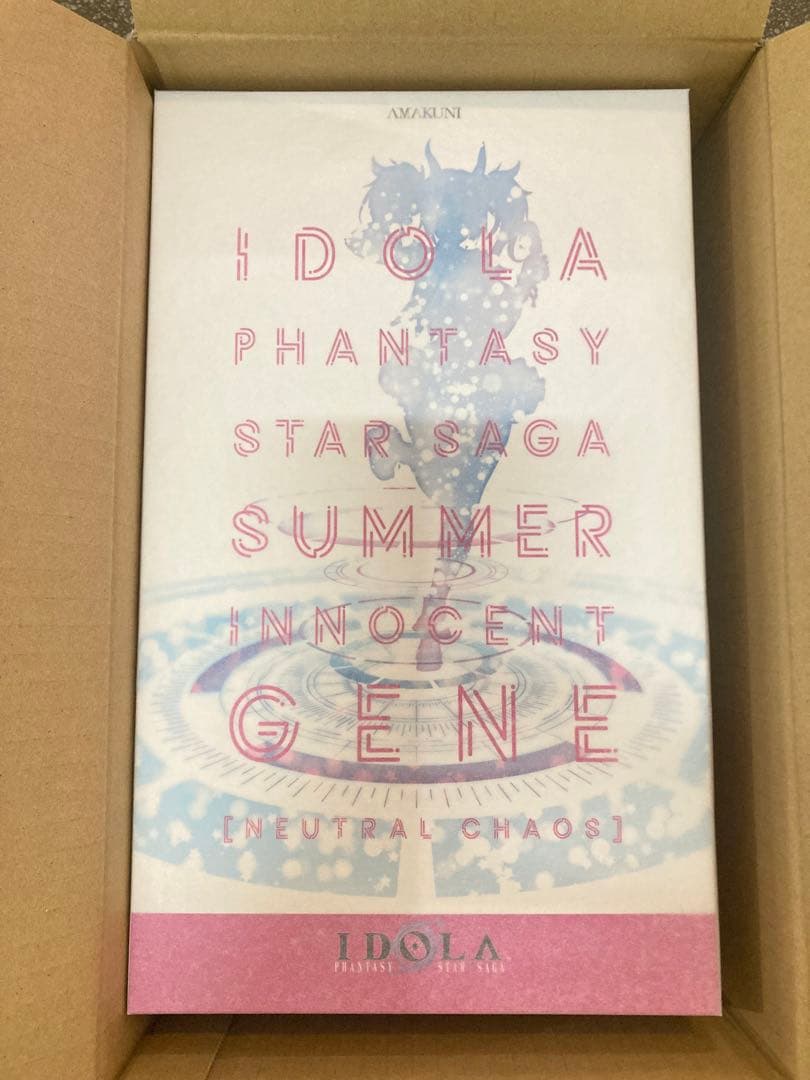 AMAKUNI
IDOLA
PHANTASY
STAR SAGA
SUMMER
INNOCENT
GENE
[NEUTRAL CHAOS]
IDOLA
PHANTASY STAR SAGA